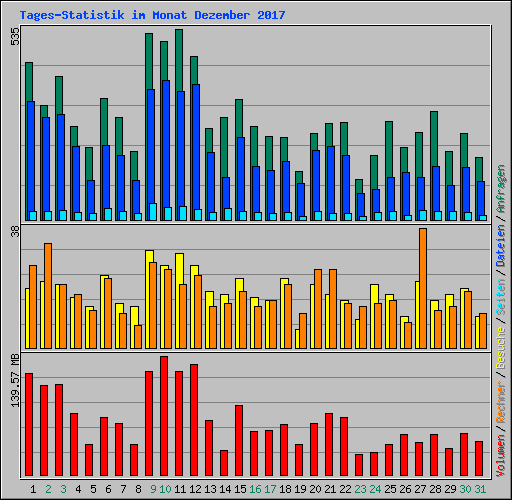 Tages-Statistik im Monat Dezember 2017
535
38
139.57 MB
Volumen / Rechner / Besuche / Seiten / Dateien / Anfragen
1 2 3 4 5 6 7 8 9 10 11 12 13 14 15 16 17 18 19 20 21 22 23 24 25 26 27 28 29 30 31